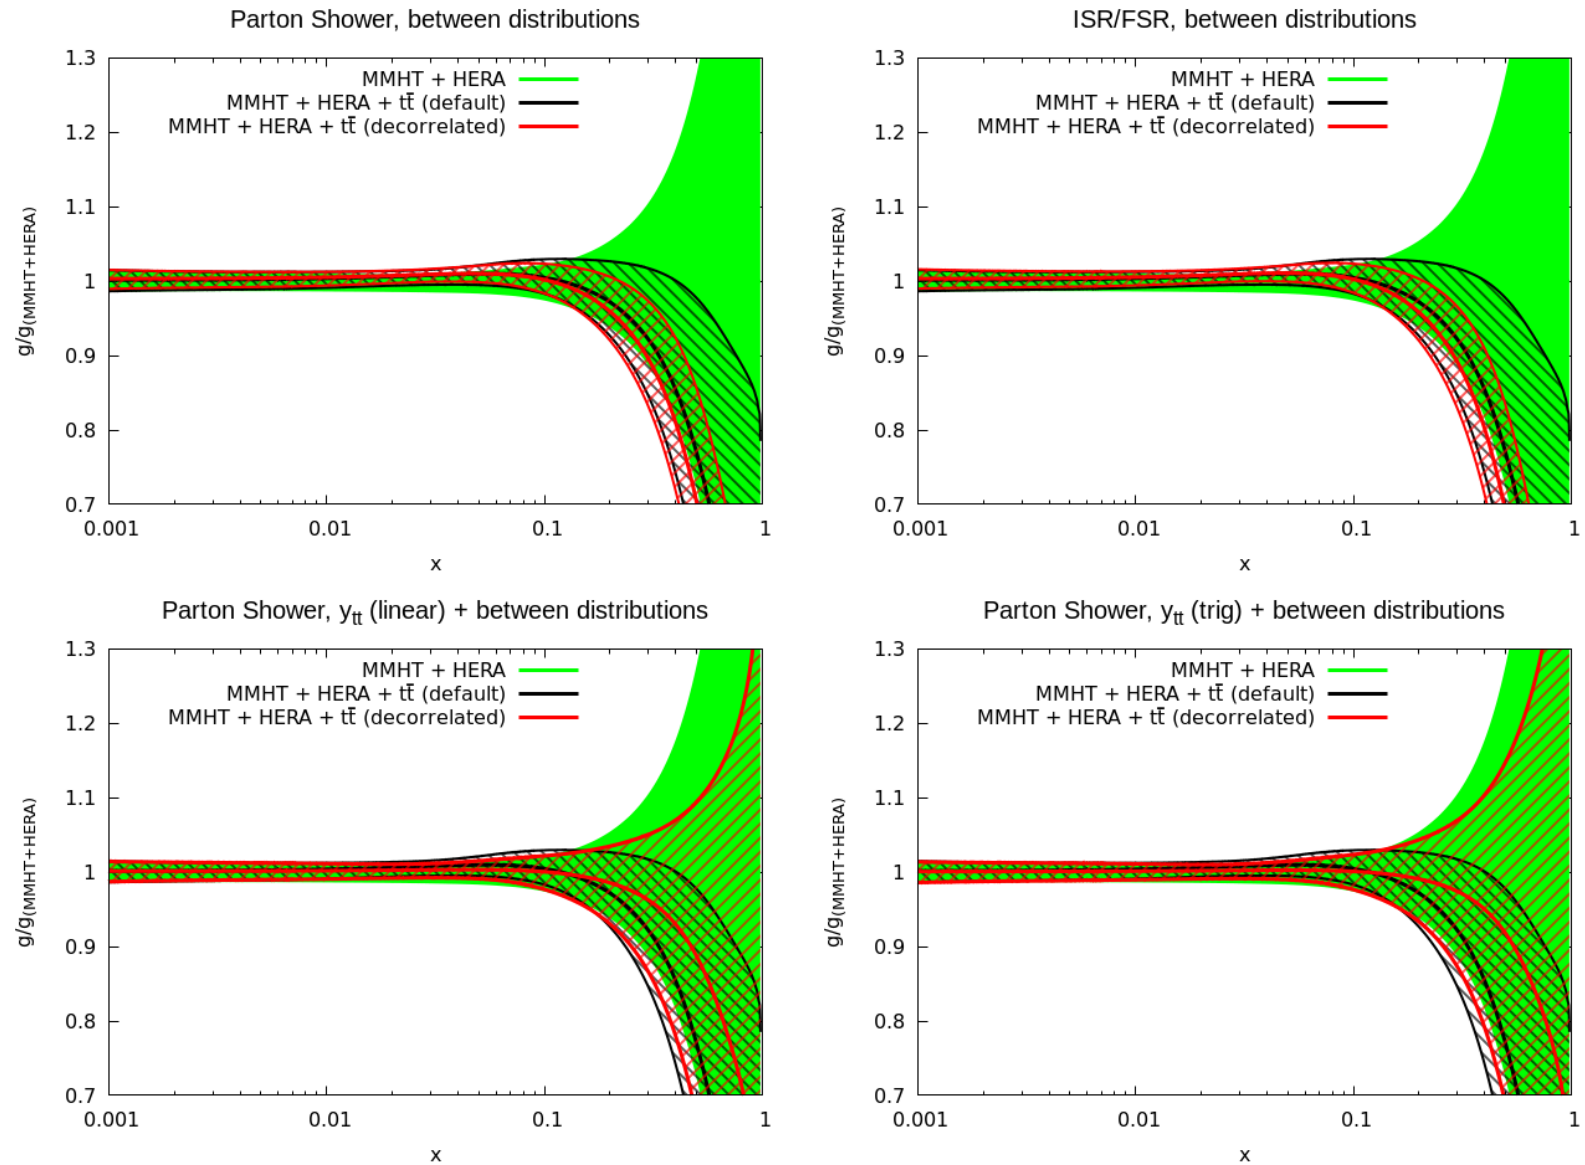 Parton Shower, between distributions
1.3
1.2
1.1
1
0.9
0.8
0.7
g/g(MMHT+HERA)
MMHT + HERA
MMHT + HERA + tt̄ (default)
MMHT + HERA + tt̄ (decorrelated)
0.001 0.01 0.1 1
x
ISR/FSR, between distributions
1.3
1.2
1.1
1
0.9
0.8
0.7
g/g(MMHT+HERA)
MMHT + HERA
MMHT + HERA + tt̄ (default)
MMHT + HERA + tt̄ (decorrelated)
0.001 0.01 0.1 1
x
Parton Shower, ytt (linear) + between distributions
1.3
1.2
1.1
1
0.9
0.8
0.7
g/g(MMHT+HERA)
MMHT + HERA
MMHT + HERA + tt̄ (default)
MMHT + HERA + tt̄ (decorrelated)
0.001 0.01 0.1 1
x
Parton Shower, ytt (trig) + between distributions
1.3
1.2
1.1
1
0.9
0.8
0.7
g/g(MMHT+HERA)
MMHT + HERA
MMHT + HERA + tt̄ (default)
MMHT + HERA + tt̄ (decorrelated)
0.001 0.01 0.1 1
x